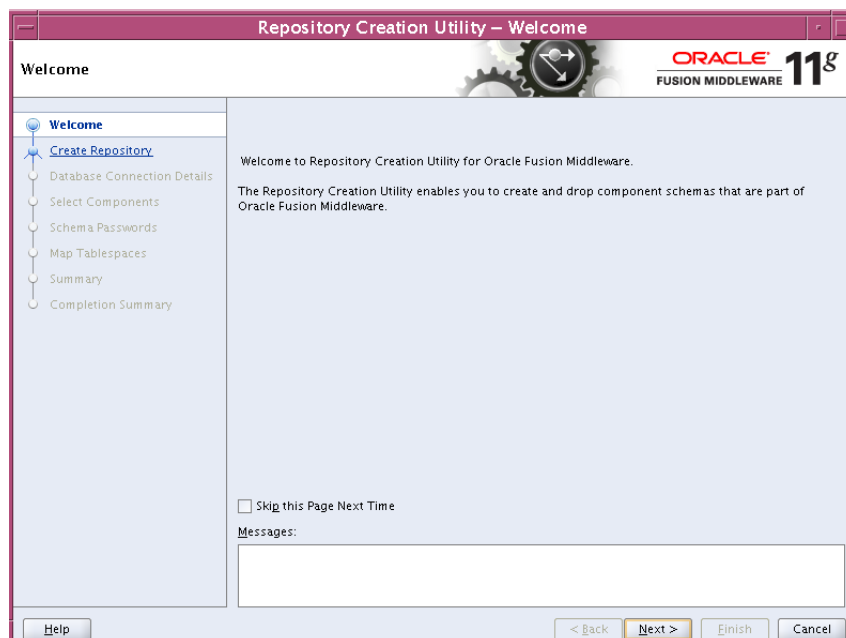 Repository Creation Utility – Welcome
Welcome
ORACLE
FUSION MIDDLEWARE
11g
Welcome
Create Repository
Database Connection Details
Select Components
Schema Passwords
Map Tablespaces
Summary
Completion Summary
Welcome to Repository Creation Utility for Oracle Fusion Middleware.
The Repository Creation Utility enables you to create and drop component schemas that are part of
Oracle Fusion Middleware.
Skip this Page Next Time
Messages:
Help
< Back
Next >
Finish
Cancel